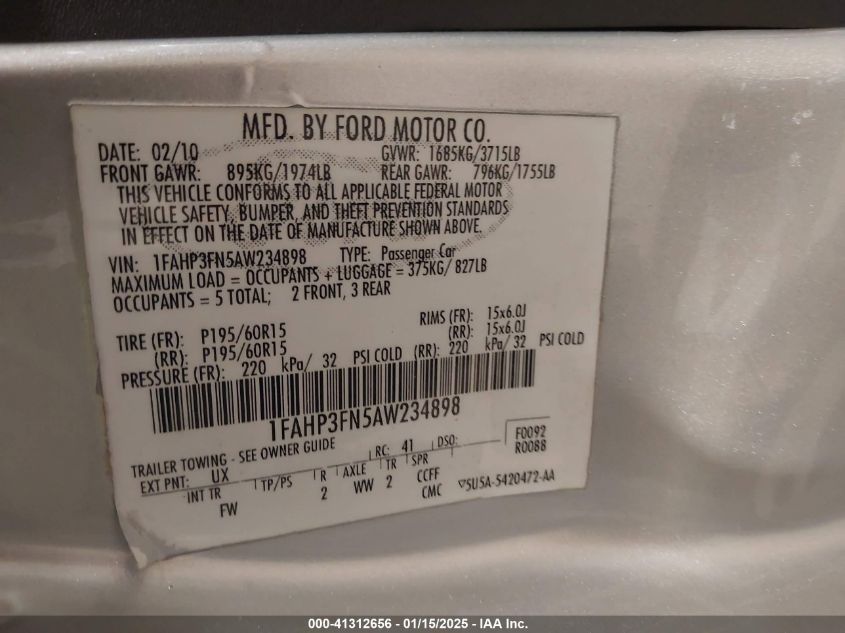 MFD. BY FORD MOTOR CO.
DATE: 02/10 GVWR: 1685KG/3715LB
FRONT GAWR: 895KG/1974LB REAR GAWR: 796KG/1755LB
THIS VEHICLE CONFORMS TO ALL APPLICABLE FEDERAL MOTOR
VEHICLE SAFETY, BUMPER, AND THEFT PREVENTION STANDARDS
IN EFFECT ON THE DATE OF MANUFACTURE SHOWN ABOVE.
VIN: 1FAHP3FN5AW234898 TYPE: Passenger Car
MAXIMUM LOAD = OCCUPANTS + LUGGAGE = 375KG/ 827LB
OCCUPANTS = 5 TOTAL; 2 FRONT, 3 REAR
TIRE (FR): P195/60R15 RIMS (FR): 15x6.0J
(RR): P195/60R15 (RR): 15x6.0J
PRESSURE (FR): 220 kPa/ 32 PSI COLD (RR): 220 kPa/ 32 PSI COLD
1FAHP3FN5AW234898
TRAILER TOWING - SEE OWNER GUIDE RC: 41 DSO: F0092
EXT PNT: UX R0088
INT TR TP/PS R AXLE TR SPR
FW 2 WW 2 CCFF
CMC ▽5U5A-5420472-AA
000-41312656 - 01/15/2025 - IAA Inc.